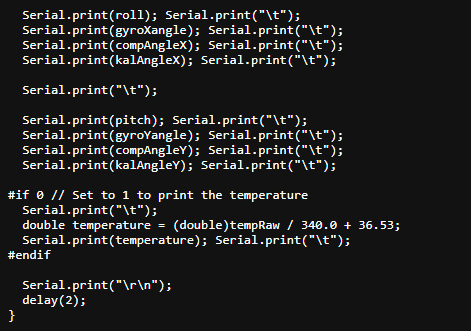 Serial.print(roll); Serial.print("\t");
  Serial.print(gyroXangle); Serial.print("\t");
  Serial.print(compAngleX); Serial.print("\t");
  Serial.print(kalAngleX); Serial.print("\t");

  Serial.print("\t");

  Serial.print(pitch); Serial.print("\t");
  Serial.print(gyroYangle); Serial.print("\t");
  Serial.print(compAngleY); Serial.print("\t");
  Serial.print(kalAngleY); Serial.print("\t");

#if 0 // Set to 1 to print the temperature
  Serial.print("\t");
  double temperature = (double)tempRaw / 340.0 + 36.53;
  Serial.print(temperature); Serial.print("\t");
#endif

  Serial.print("\r\n");
  delay(2);
}